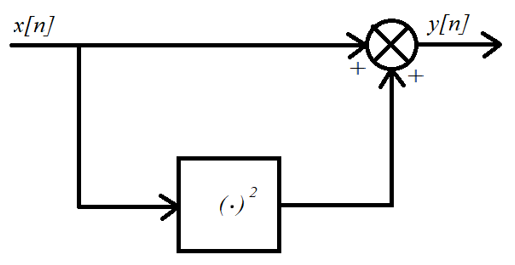 x[n]
y[n]
+
+
(·)²